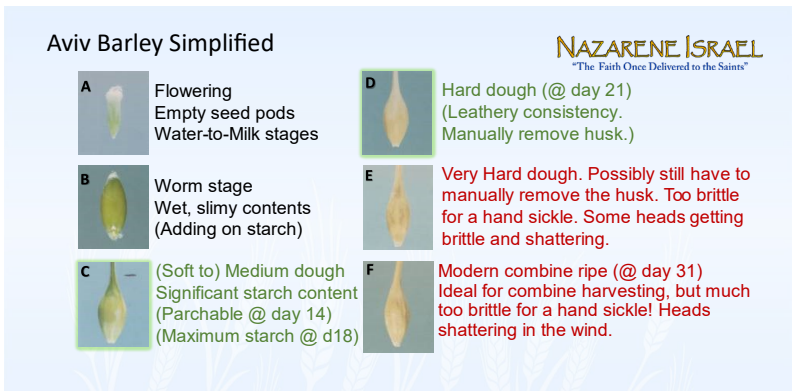 Aviv Barley Simplified
NAZARENE ISRAEL
"The Faith Once Delivered to the Saints"
A
Flowering
Empty seed pods
Water-to-Milk stages
B
Worm stage
Wet, slimy contents
(Adding on starch)
C
(Soft to) Medium dough
Significant starch content
(Parchable @ day 14)
(Maximum starch @ d18)
D
Hard dough (@ day 21)
(Leathery consistency.
Manually remove husk.)
E
Very Hard dough. Possibly still have to
manually remove the husk. Too brittle
for a hand sickle. Some heads getting
brittle and shattering.
F
Modern combine ripe (@ day 31)
Ideal for combine harvesting, but much
too brittle for a hand sickle! Heads
shattering in the wind.